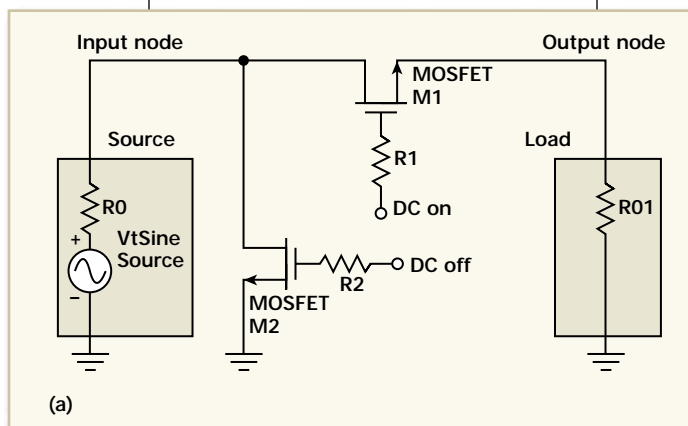 Input node
Output node
MOSFET
M1
Source
Load
R1
R0
R01
DC on
+
VtSine
Source
–
DC off
R2
MOSFET
M2
(a)